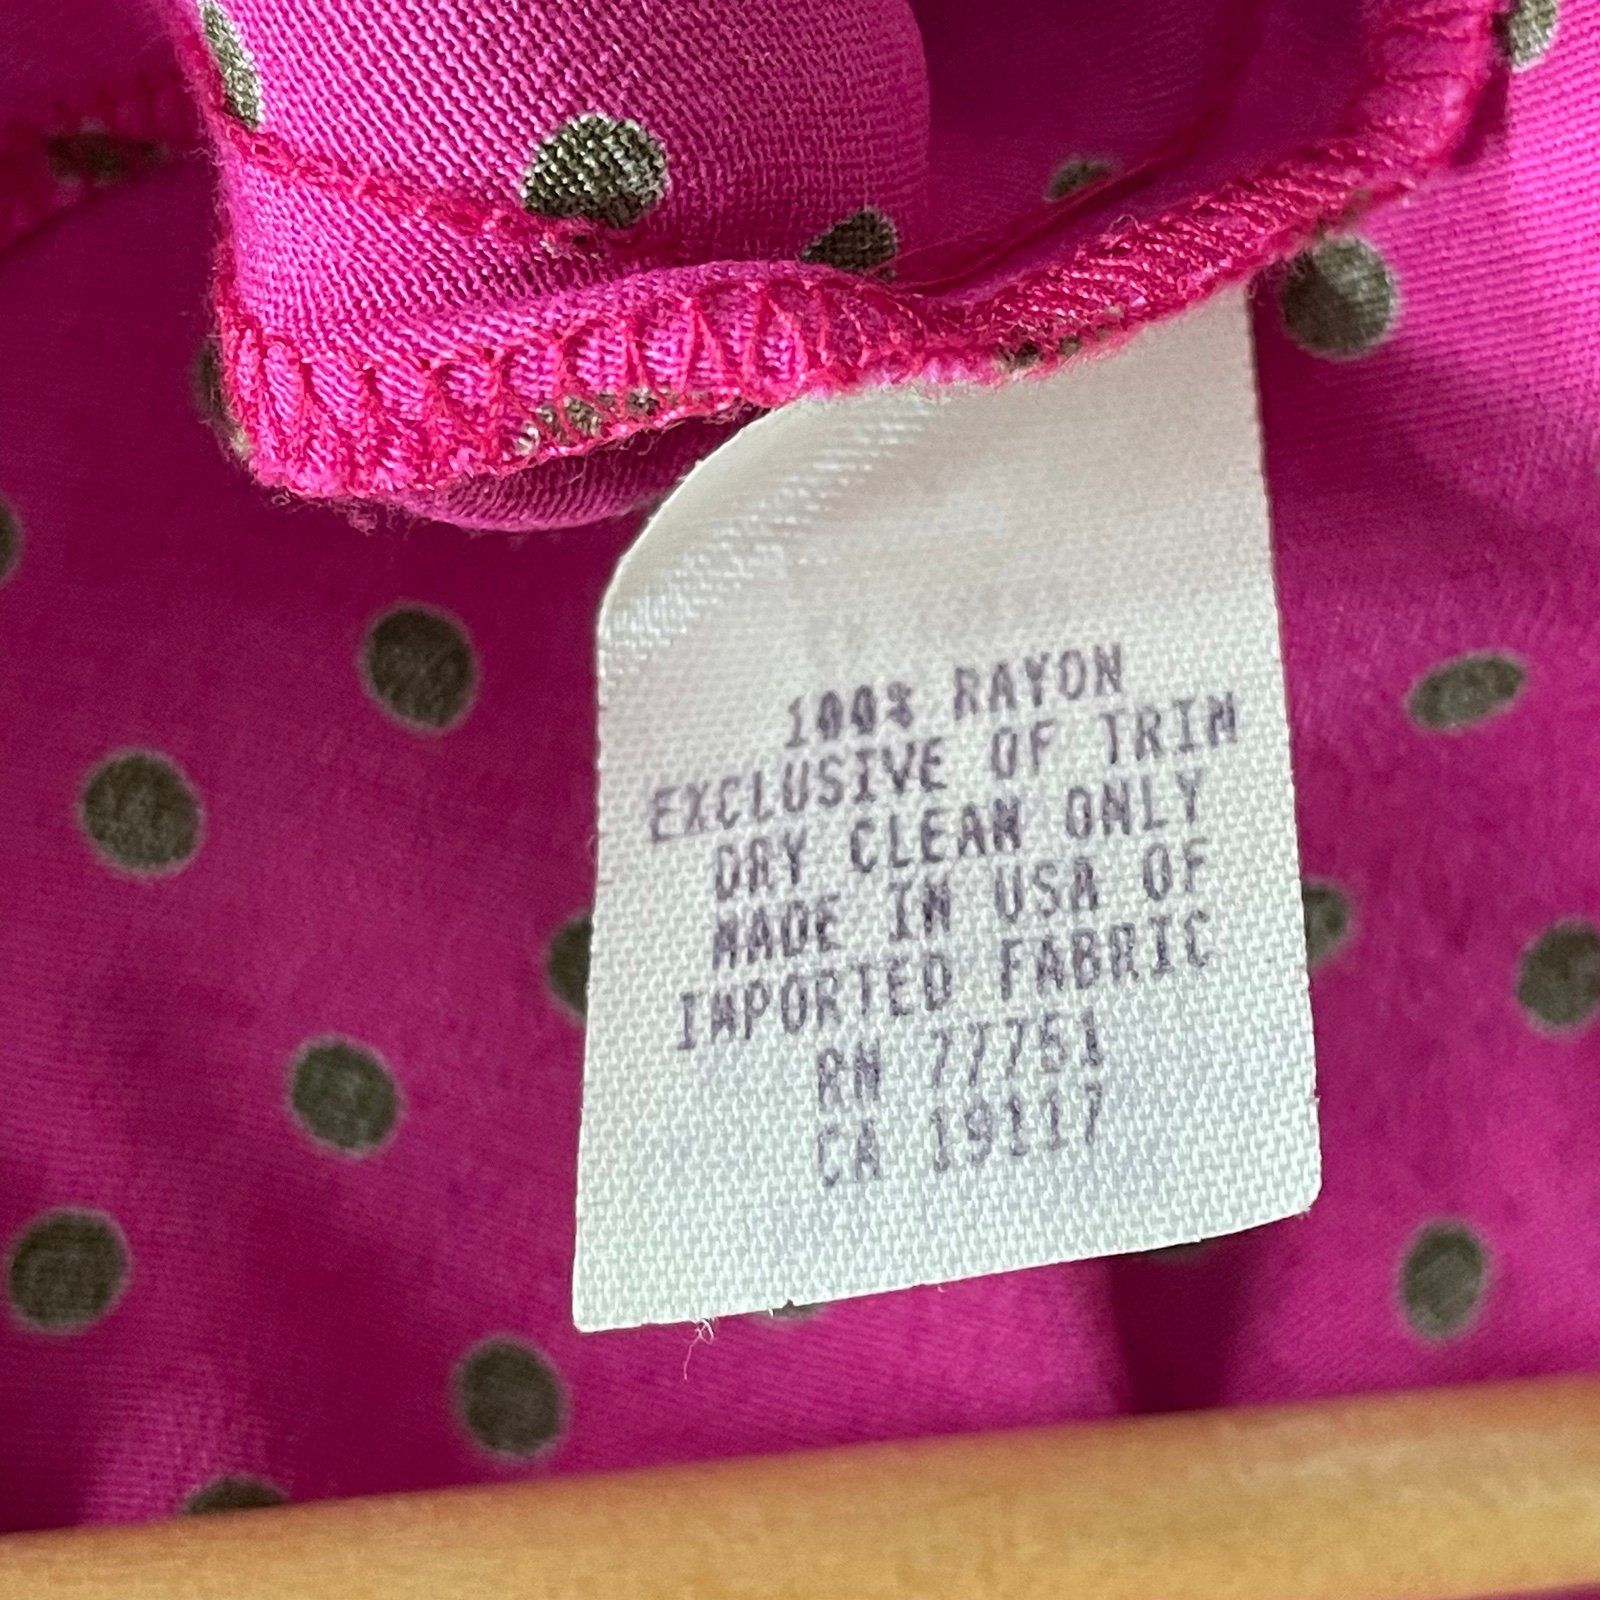 100% RAYON
EXCLUSIVE OF TRIM
DRY CLEAN ONLY
MADE IN USA OF
IMPORTED FABRIC
RN 77751
CA 19117